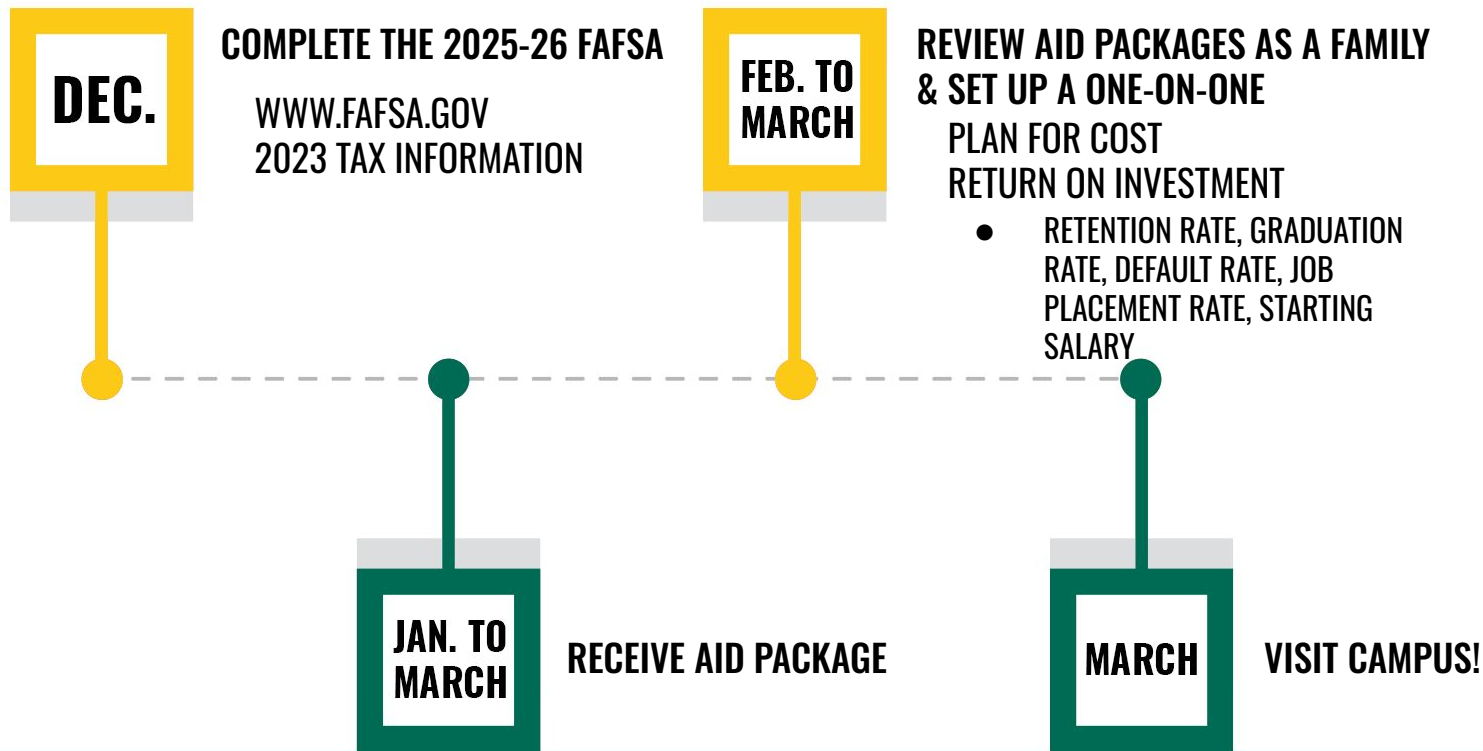 DEC.
COMPLETE THE 2025-26 FAFSA
WWW.FAFSA.GOV
2023 TAX INFORMATION
JAN. TO
MARCH
RECEIVE AID PACKAGE
FEB. TO
MARCH
REVIEW AID PACKAGES AS A FAMILY
& SET UP A ONE-ON-ONE
PLAN FOR COST
RETURN ON INVESTMENT
● RETENTION RATE, GRADUATION
RATE, DEFAULT RATE, JOB
PLACEMENT RATE, STARTING
SALARY
MARCH
VISIT CAMPUS!